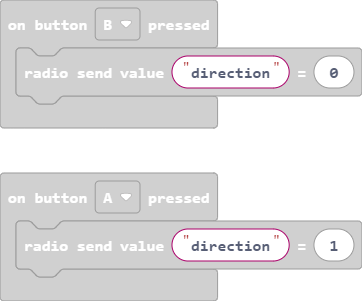 on button B pressed
radio send value "direction" = 0
on button A pressed
radio send value "direction" = 1